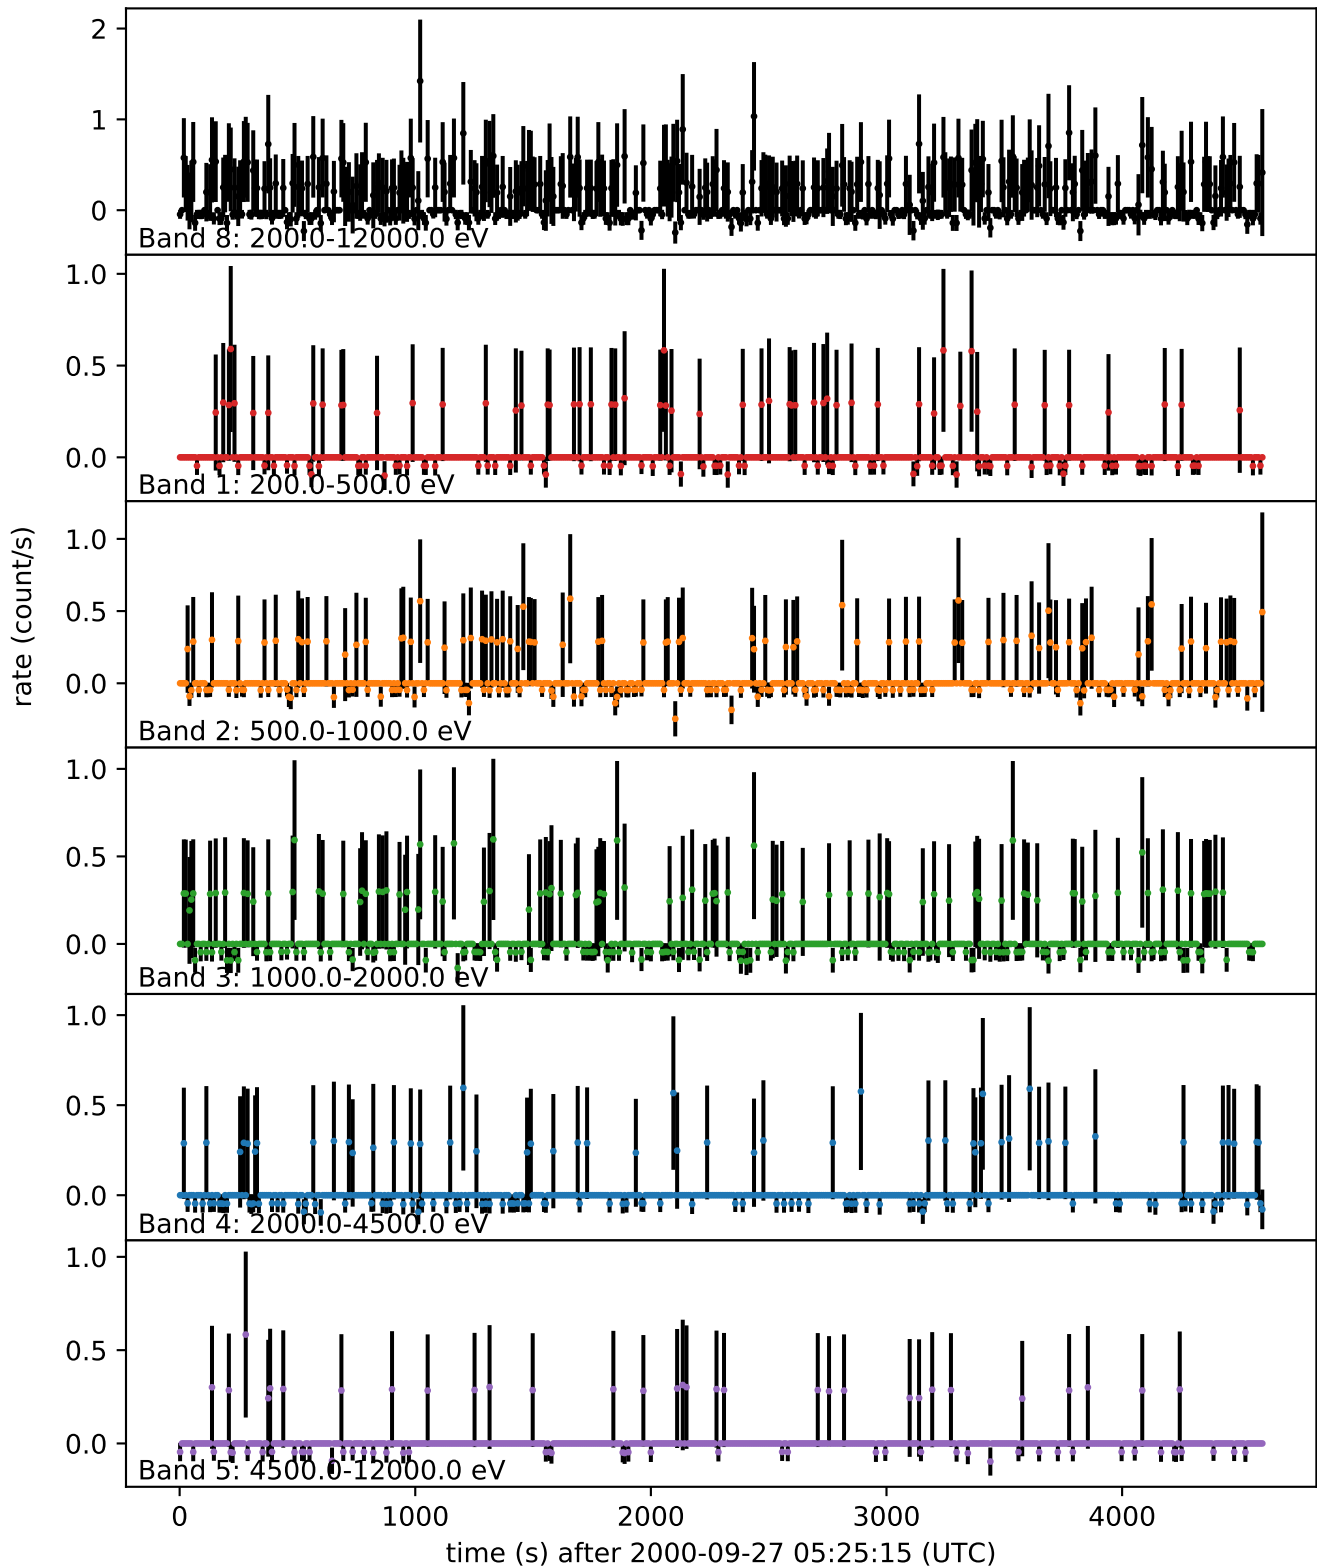 2
1
0
Band 8: 200.0-12000.0 eV
1.0
0.5
0.0
Band 1: 200.0-500.0 eV
rate (count/s)
1.0
0.5
0.0
Band 2: 500.0-1000.0 eV
1.0
0.5
0.0
Band 3: 1000.0-2000.0 eV
1.0
0.5
0.0
Band 4: 2000.0-4500.0 eV
1.0
0.5
0.0
Band 5: 4500.0-12000.0 eV
0 1000 2000 3000 4000
time (s) after 2000-09-27 05:25:15 (UTC)